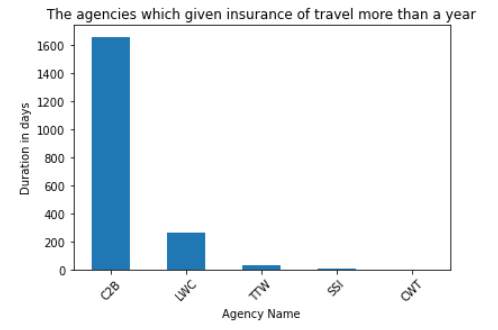 The agencies which given insurance of travel more than a year
1600
1400
1200
1000
800
600
400
200
0
Duration in days
C2B
LWC
TTW
SSI
CWT
Agency Name